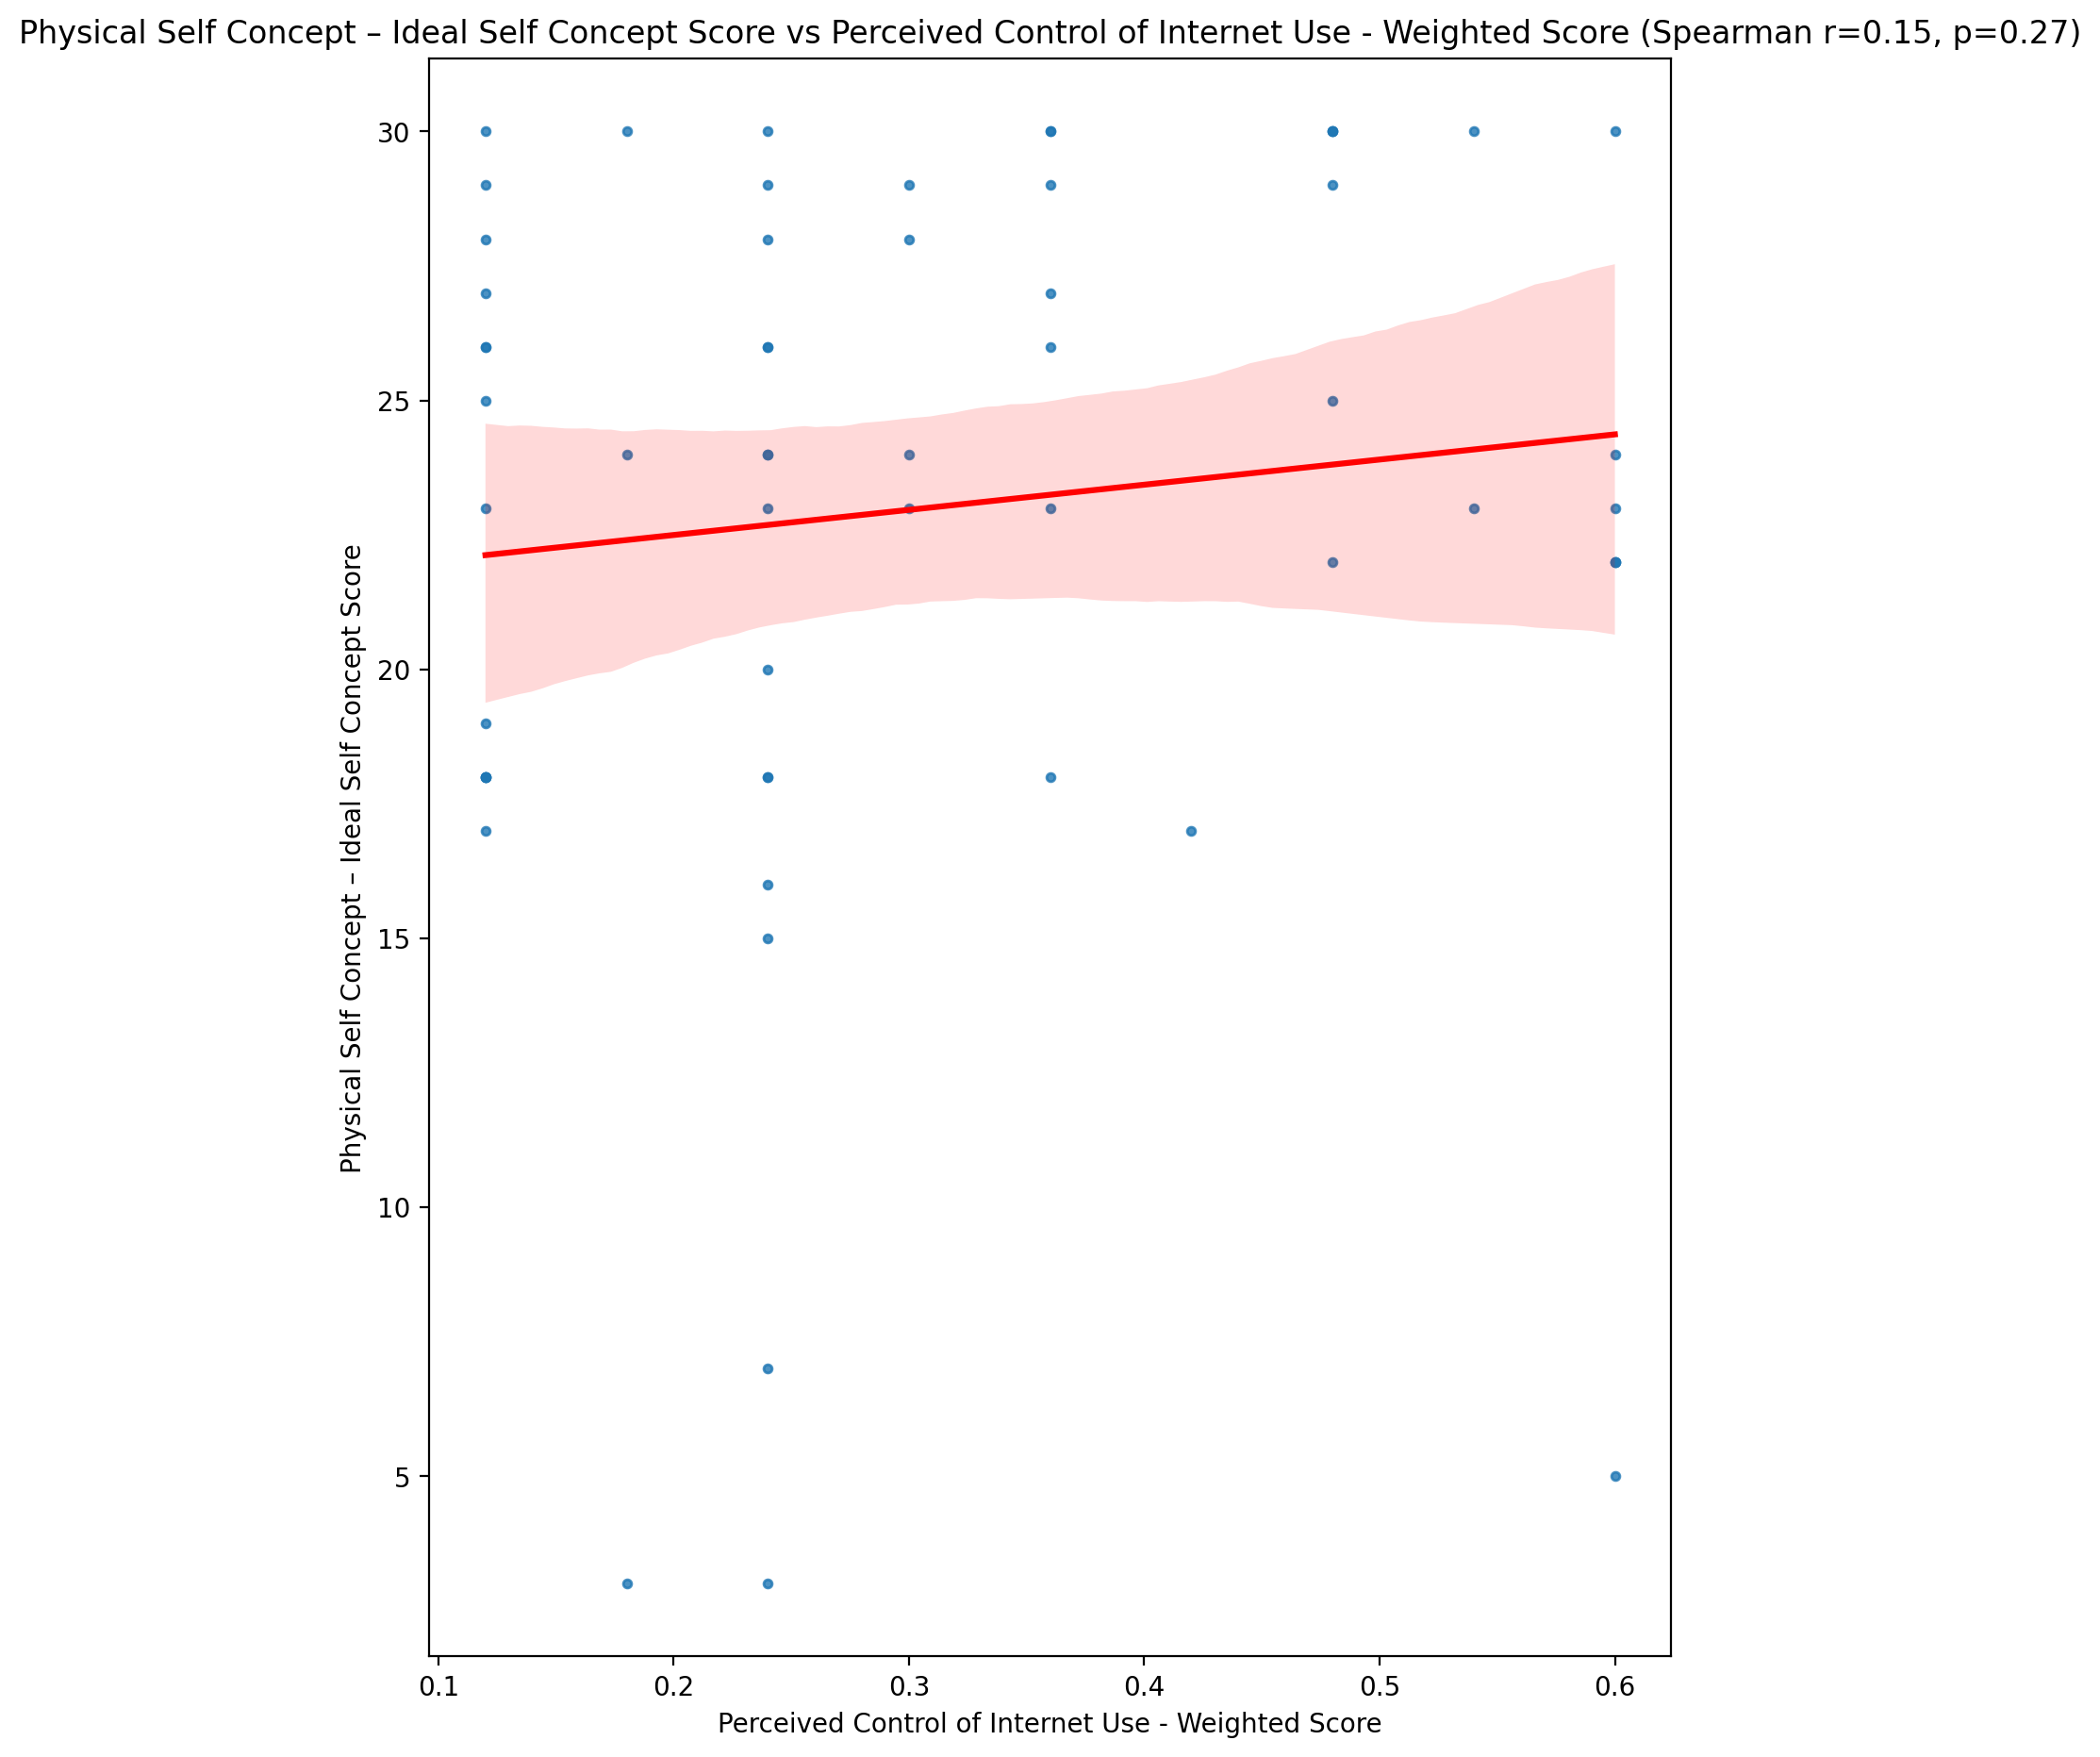 Physical Self Concept – Ideal Self Concept Score vs Perceived Control of Internet Use - Weighted Score (Spearman r=0.15, p=0.27)
Physical Self Concept – Ideal Self Concept Score
30
25
20
15
10
5
0.1 0.2 0.3 0.4 0.5 0.6
Perceived Control of Internet Use - Weighted Score